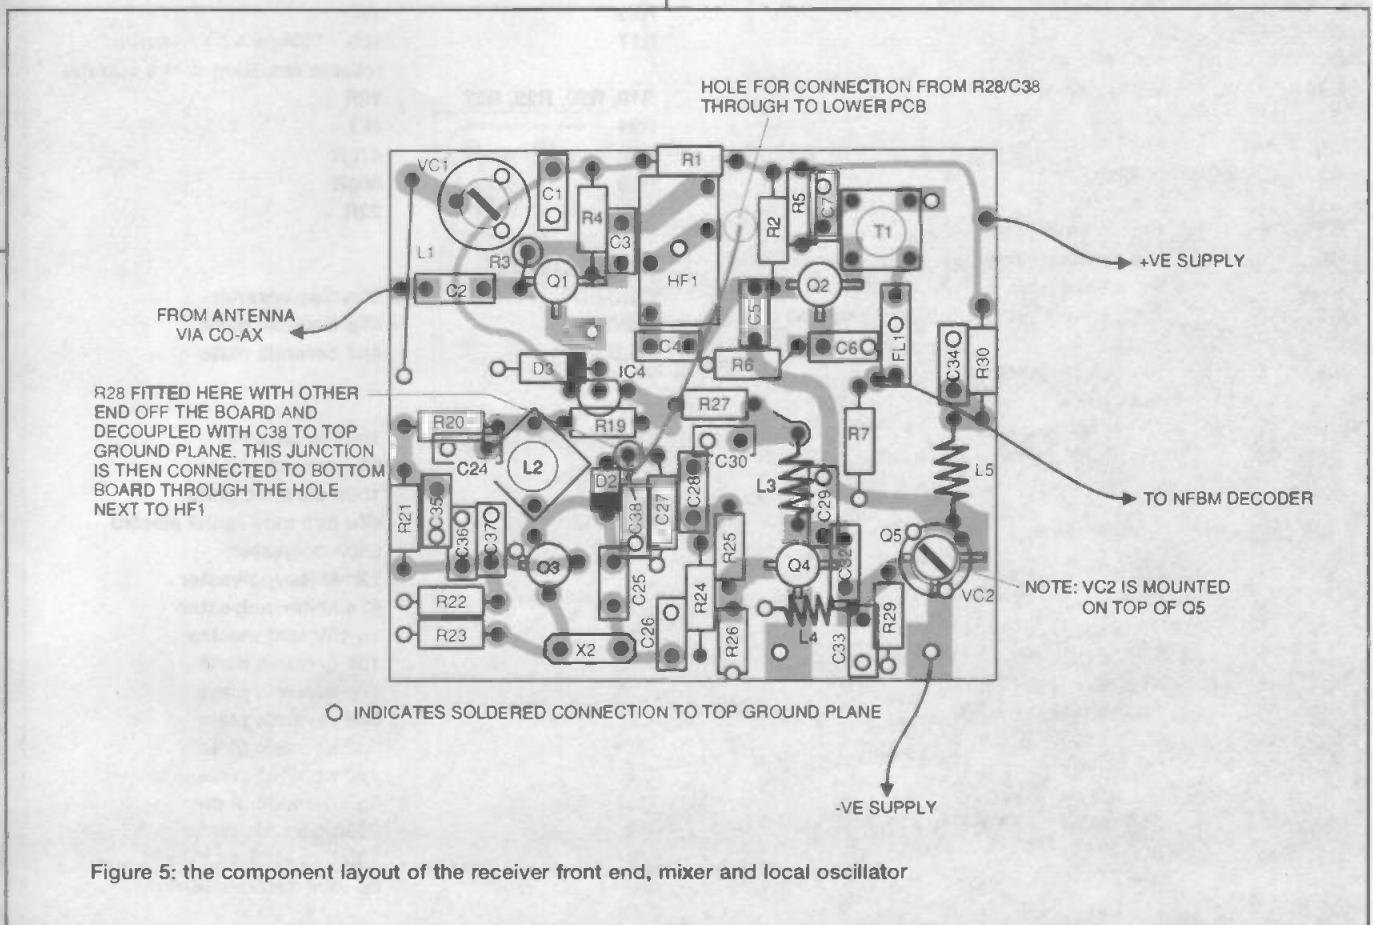 HOLE FOR CONNECTION FROM R28/C38
THROUGH TO LOWER PCB
VC1
C1
R4
C3
R1
HF1
R2
R5
C7
T1
L1
C2
R3
Q1
Q2
C5
C4
R6
C6
FL1
C34
R30
+VE SUPPLY
FROM ANTENNA
VIA CO-AX
D3
IC4
R28 FITTED HERE WITH OTHER
END OFF THE BOARD AND
DECOUPLED WITH C38 TO TOP
GROUND PLANE. THIS JUNCTION
IS THEN CONNECTED TO BOTTOM
BOARD THROUGH THE HOLE
NEXT TO HF1
R20
R19
R27
R7
C24
L2
D2
C28
C30
L3
C29
L5
TO NFBM DECODER
R21
C35
C36
C37
C38
C27
R25
C32
Q5
Q3
Q4
VC2
NOTE: VC2 IS MOUNTED
ON TOP OF Q5
R22
R23
C25
C26
R24
R26
X2
L4
C33
R29
O INDICATES SOLDERED CONNECTION TO TOP GROUND PLANE
-VE SUPPLY
Figure 5: the component layout of the receiver front end, mixer and local oscillator